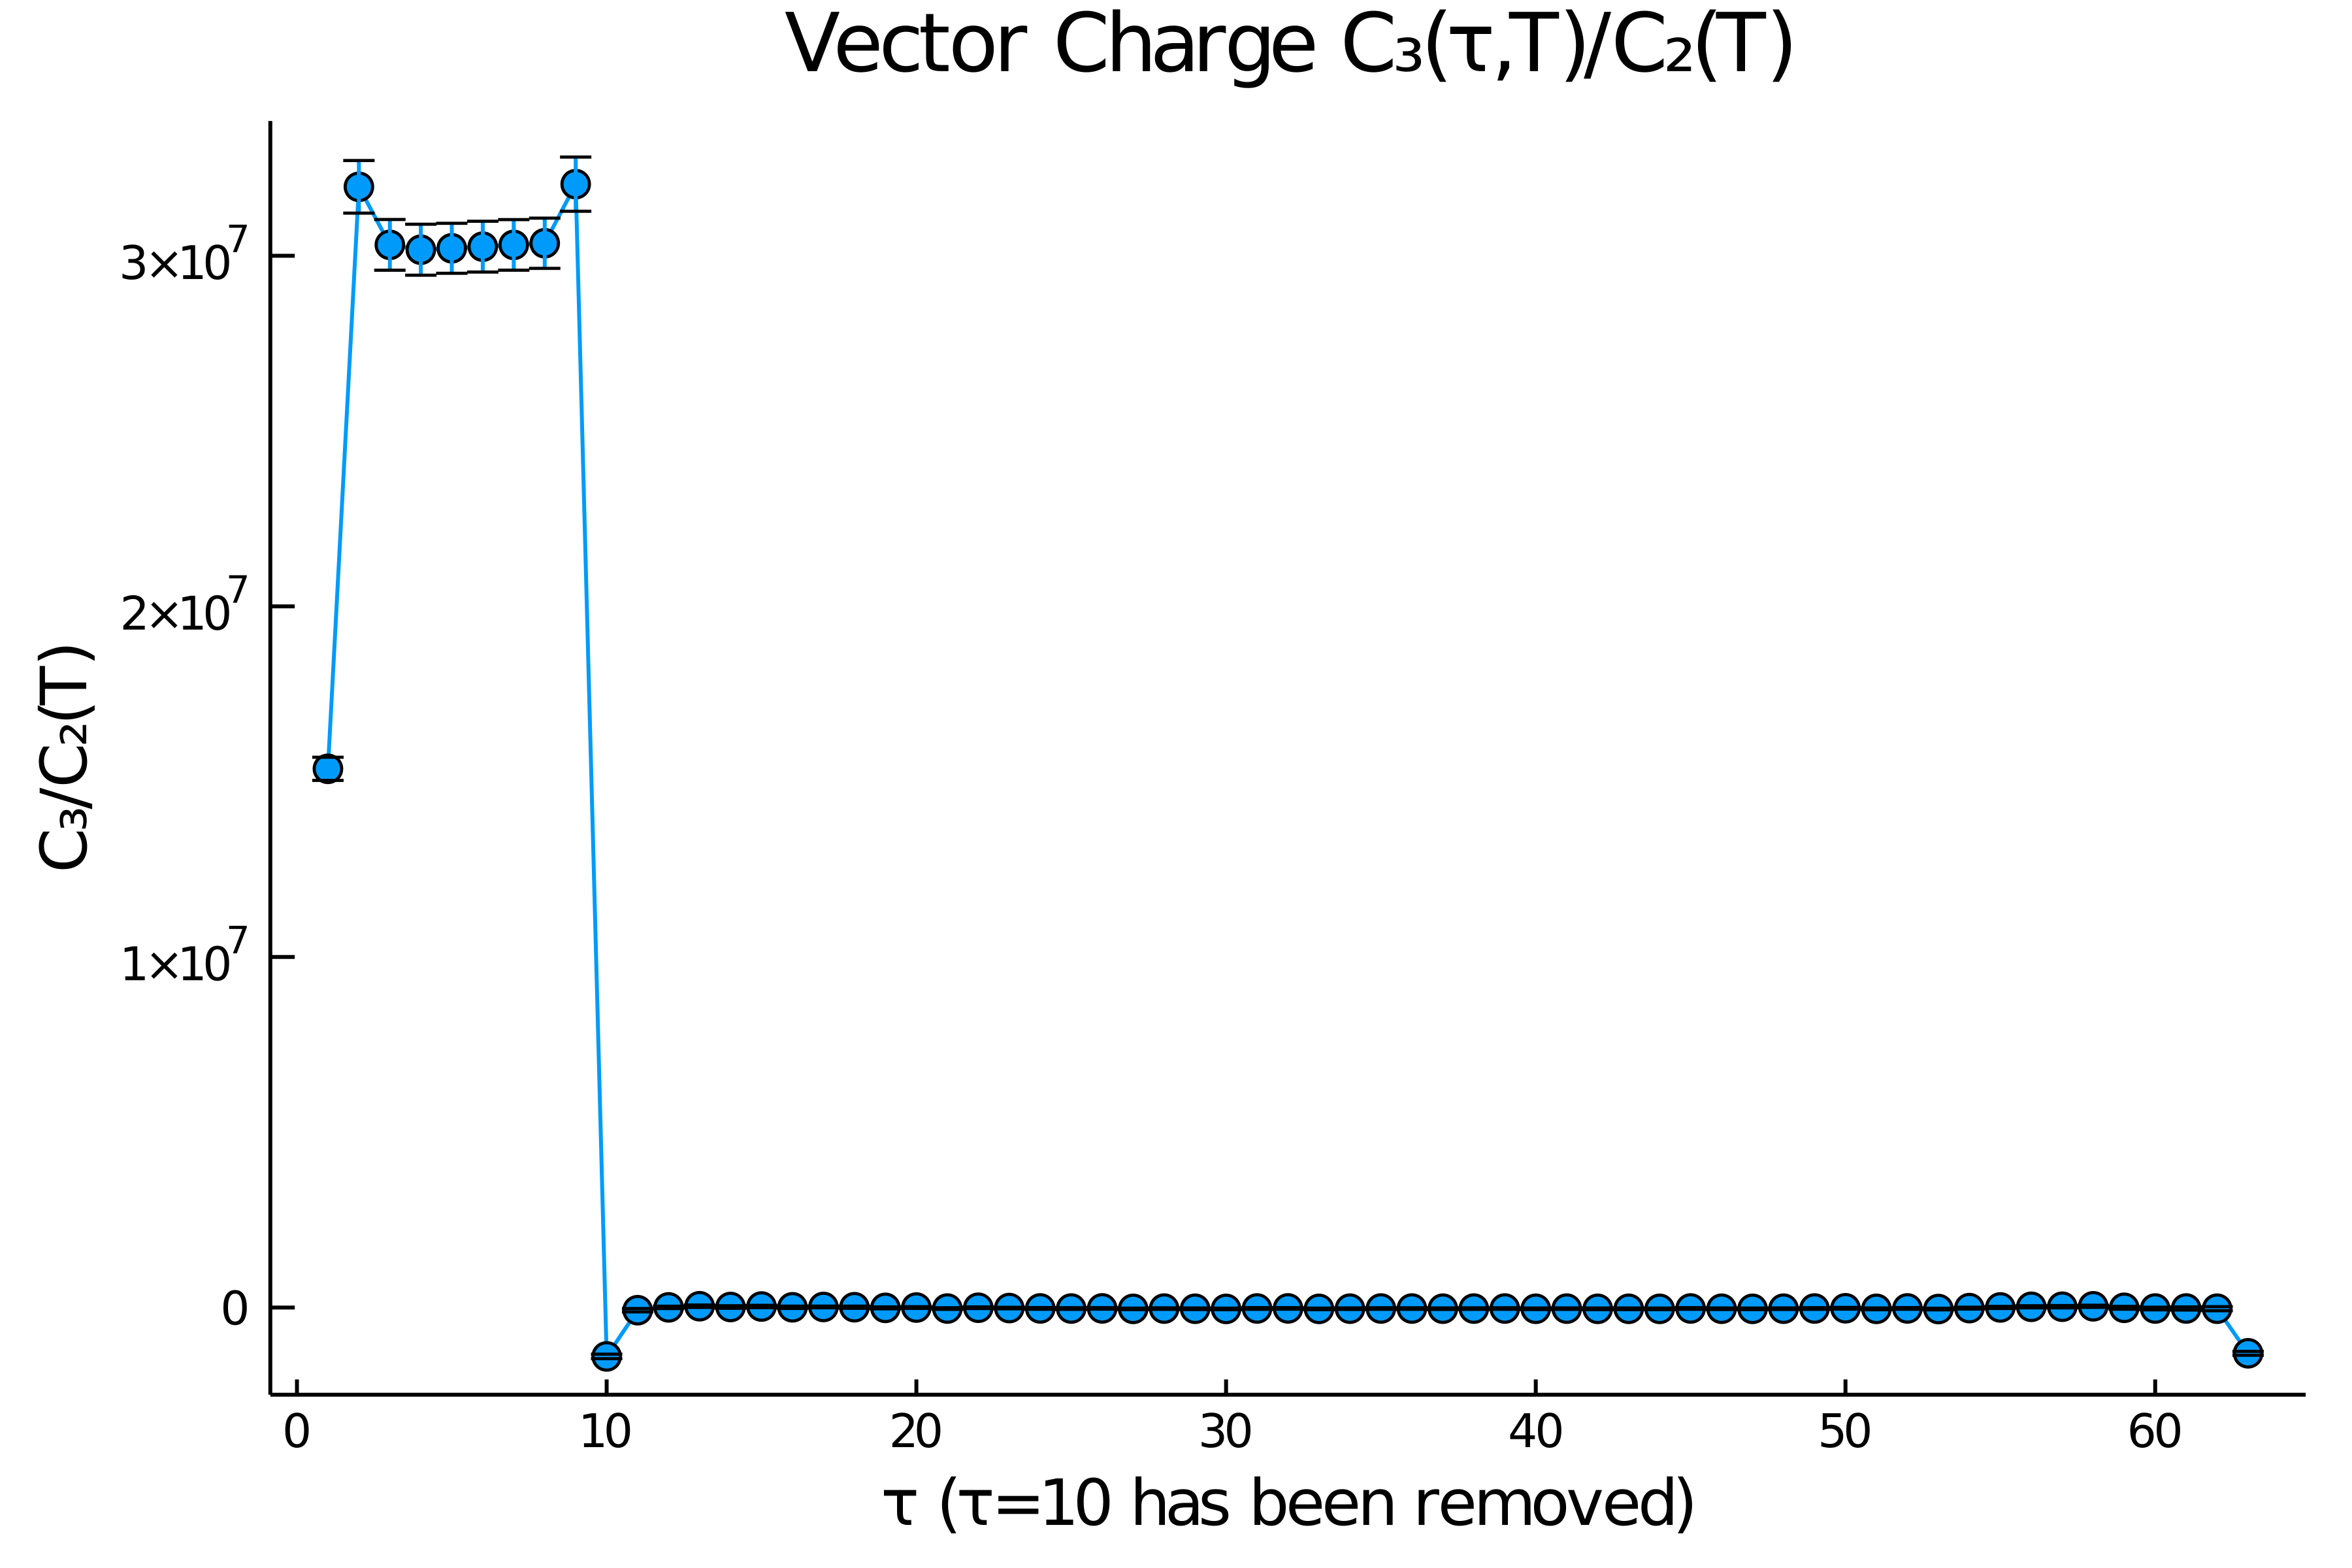 Vector Charge C₃(τ,T)/C₂(T)
C₃/C₂(T)
3×10⁷
2×10⁷
1×10⁷
0
0 10 20 30 40 50 60
τ (τ=10 has been removed)